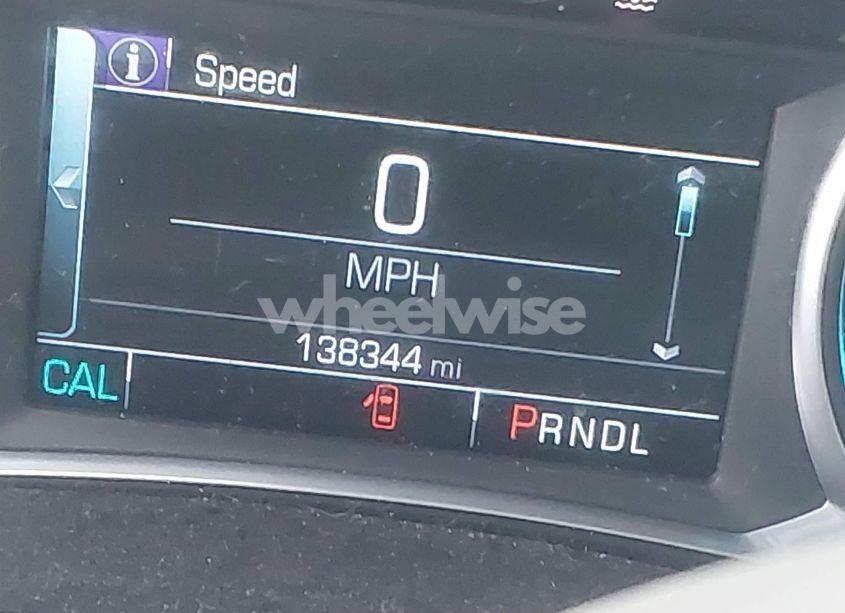 Speed
0
MPH
wheelwise
138344 mi
CAL
PRNDL